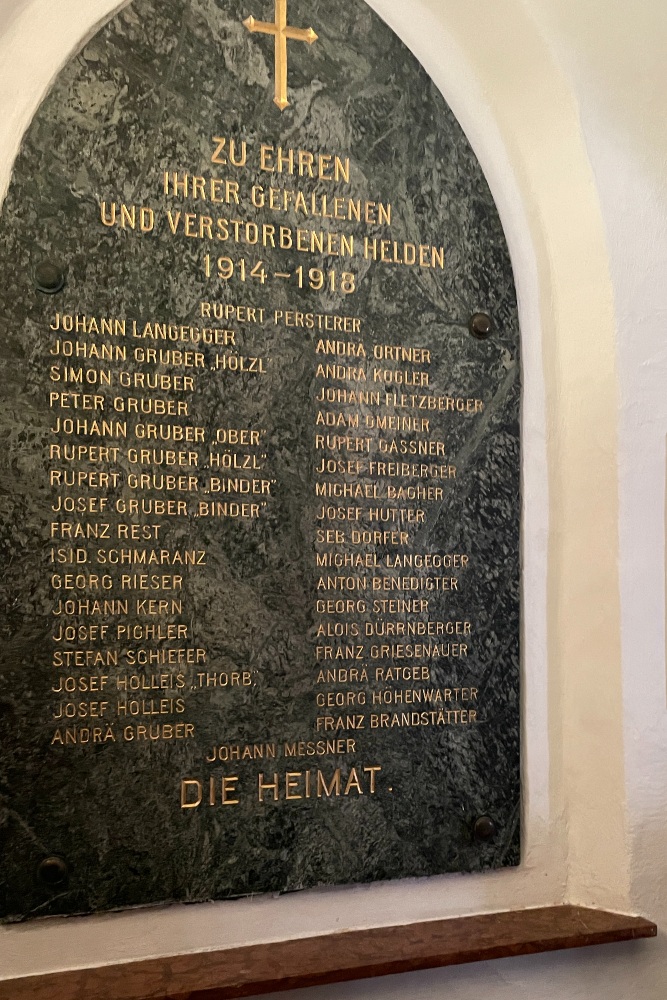 ZU EHREN
IHRER GEFALLENEN
UND VERSTORBENEN HELDEN
1914–1918
RUPERT PERSTERER
JOHANN LANGEGGER
JOHANN GRUBER „HÖLZL"
SIMON GRUBER
PETER GRUBER
JOHANN GRUBER „OBER"
RUPERT GRUBER „HÖLZL"
RUPERT GRUBER „BINDER"
JOSEF GRUBER „BINDER"
FRANZ REST
ISID. SCHMARANZ
GEORG RIESER
JOHANN KERN
JOSEF PICHLER
STEFAN SCHIEFER
JOSEF HOLLEIS „THORB."
JOSEF HOLLEIS
ANDRÄ GRUBER
ANDRÄ ORTNER
ANDRÄ KOGLER
JOHANN FLETZBERGER
ADAM GMEINER
RUPERT GASSNER
JOSEF FREIBERGER
MICHAEL BACHER
JOSEF HUTTER
SEB DORFER
MICHAEL LANGEGGER
ANTON BENEDIGTER
GEORG STEINER
ALOIS DÜRRNBERGER
FRANZ GRIESENAUER
ANDRÄ RATGEB
GEORG HÖHENWARTER
FRANZ BRANDSTÄTTER
JOHANN MESSNER
DIE HEIMAT.